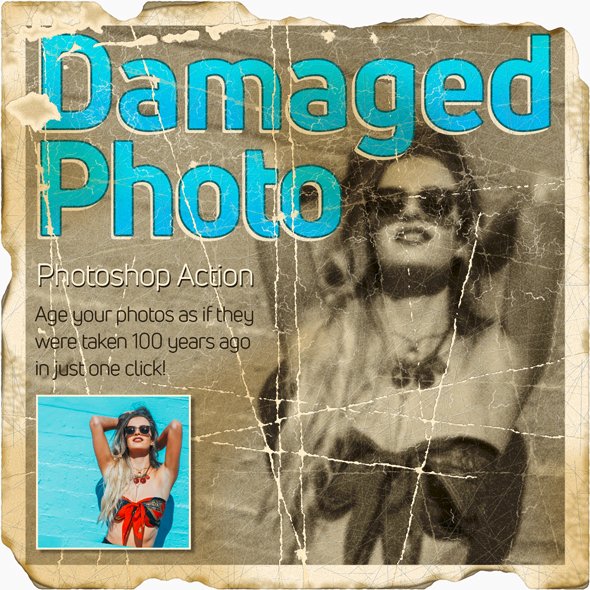 Damaged
Photo
Photoshop Action
Age your photos as if they
were taken 100 years ago
in just one click!